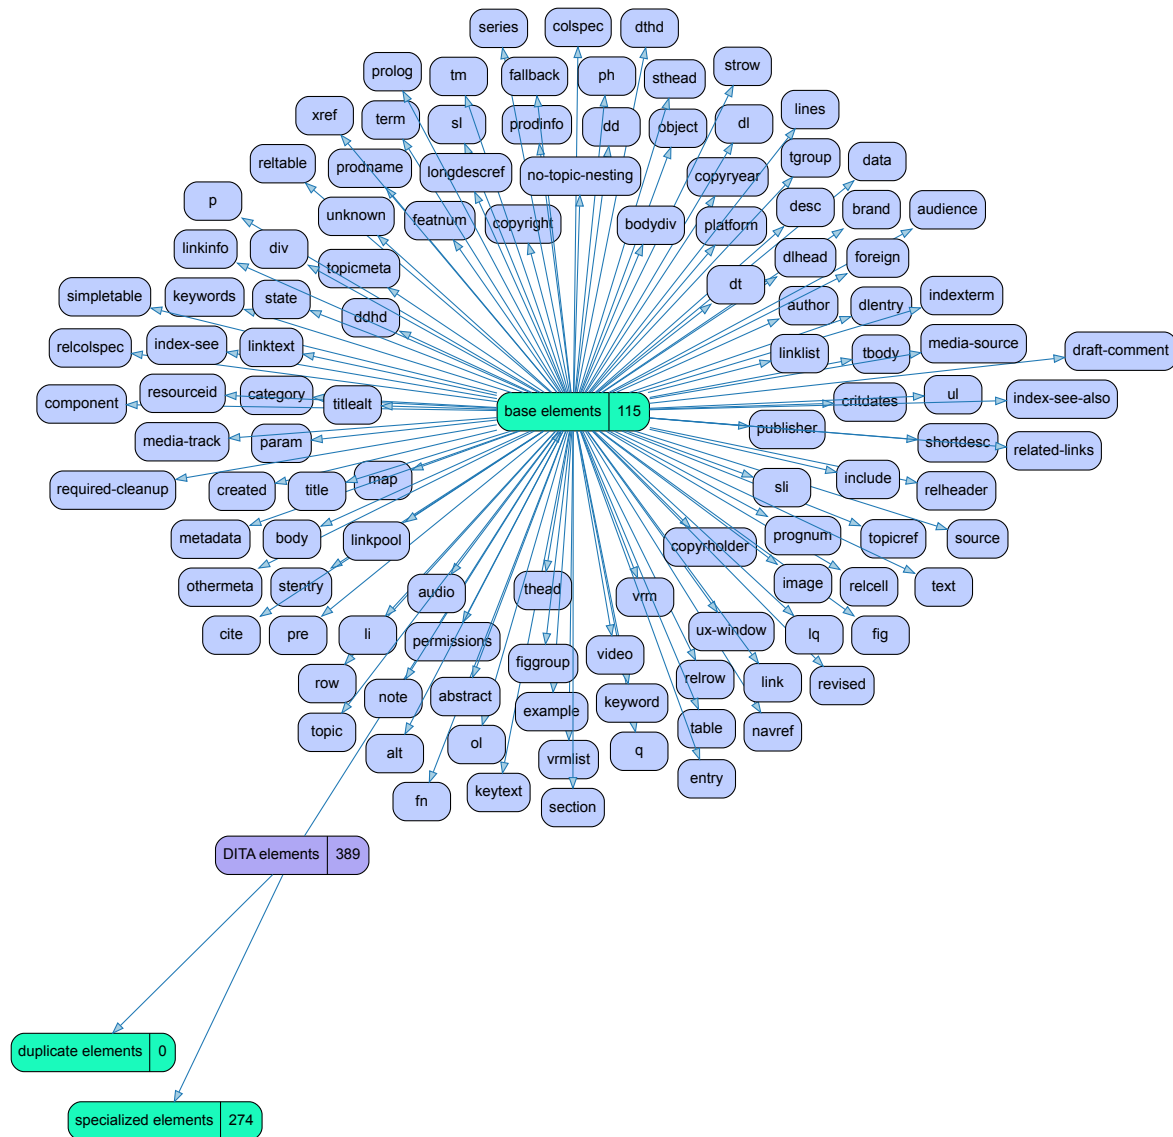 series
colspec
dthd
prolog
tm
fallback
ph
sthead
strow
xref
term
sl
prodinfo
dd
object
dl
lines
reltable
prodname
longdescref
no-topic-nesting
copyryear
tgroup
data
p
unknown
featnum
copyright
bodydiv
platform
desc
brand
audience
linkinfo
div
topicmeta
dt
dlhead
foreign
simpletable
keywords
state
ddhd
author
dlentry
indexterm
relcolspec
index-see
linktext
linklist
tbody
media-source
draft-comment
component
resourceid
category
titlealt
base elements 115
critdates
ul
index-see-also
media-track
param
publisher
shortdesc
related-links
required-cleanup
created
title
map
sli
include
relheader
metadata
body
linkpool
copyrholder
prognum
topicref
source
othermeta
stentry
audio
thead
vrm
image
relcell
text
cite
pre
li
permissions
figgroup
video
ux-window
lq
fig
row
note
abstract
example
keyword
relrow
link
revised
topic
alt
ol
vrmlist
q
table
navref
fn
keytext
section
entry
DITA elements 389
duplicate elements 0
specialized elements 274